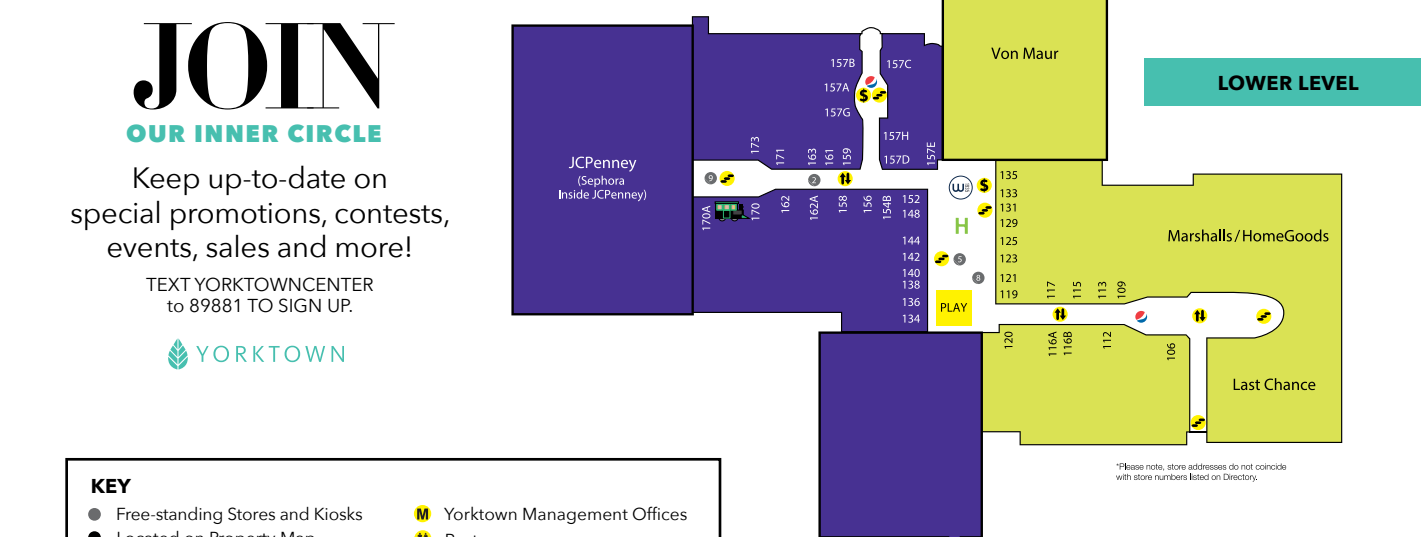 JOIN
OUR INNER CIRCLE
Keep up-to-date on
special promotions, contests,
events, sales and more!
TEXT YORKTOWNCENTER
to 89881 TO SIGN UP.
YORKTOWN
LOWER LEVEL
Von Maur
JCPenney
(Sephora
Inside JCPenney)
157B
157C
157A
$
157G
157H
157D
157E
173
171
163
161
159
9
2
170A
170
162
162A
158
156
154B
152
148
144
142
140
138
136
134
W
$
H
5
8
PLAY
135
133
131
129
125
123
121
119
117
115
113
109
120
116A
116B
112
106
Marshalls/HomeGoods
Last Chance
*Please note, store addresses do not coincide
with store numbers listed on Directory.
KEY
Free-standing Stores and Kiosks
M Yorktown Management Offices
Located on Property Map